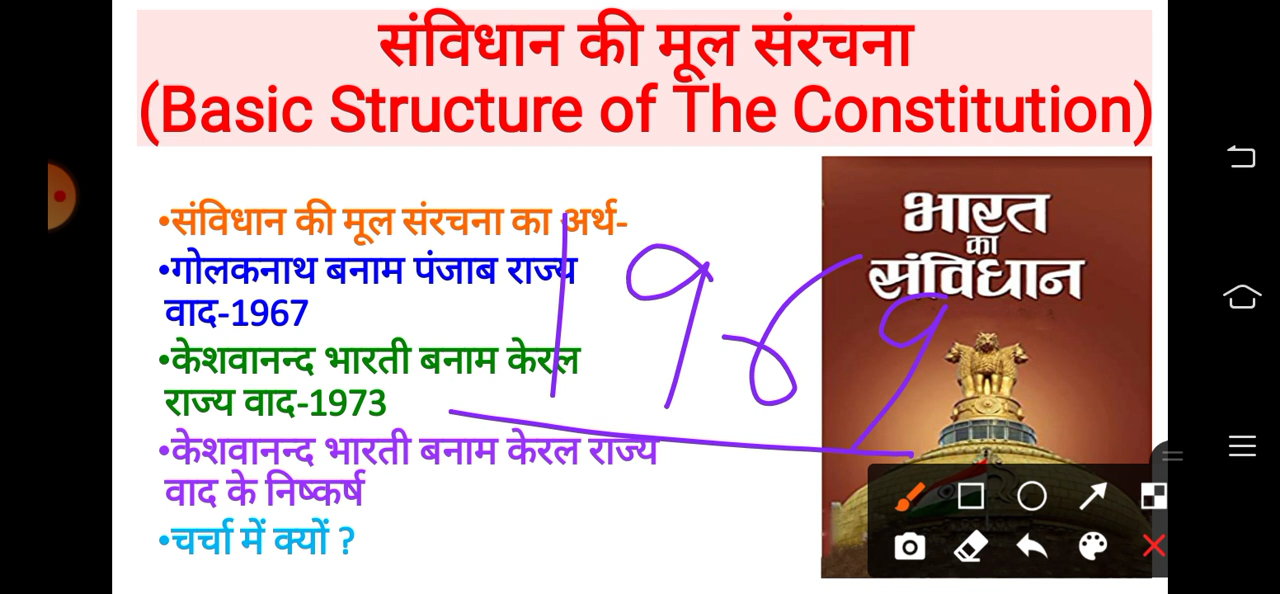 संविधान की मूल संरचना
(Basic Structure of The Constitution)
•संविधान की मूल संरचना का अर्थ-
•गोलकनाथ बनाम पंजाब राज्य
वाद-1967
•केशवानन्द भारती बनाम केरल
राज्य वाद-1973
•केशवानन्द भारती बनाम केरल राज्य
वाद के निष्कर्ष
•चर्चा में क्यों ?
1969
भारत
का
संविधान